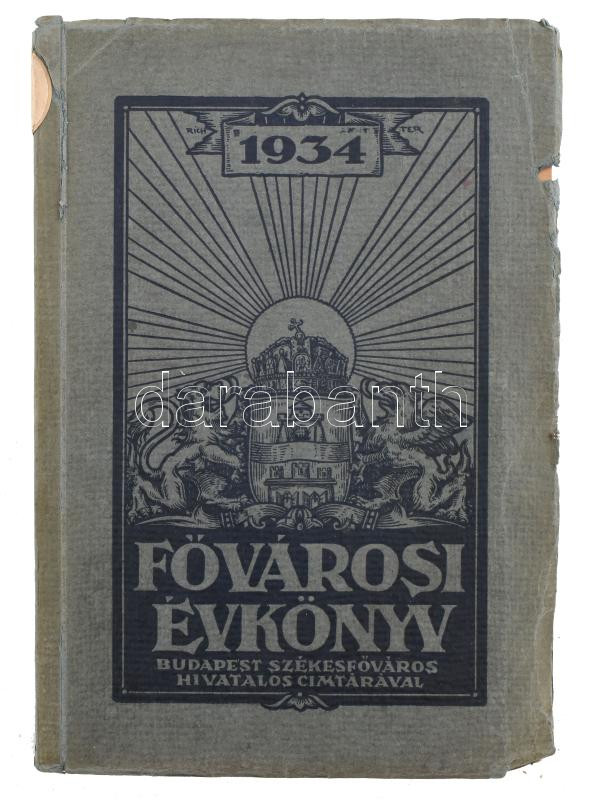 RICH TER
1934
darabanth
FŐVÁROSI
ÉVKÖNYV
BUDAPEST SZÉKESFŐVÁROS
HIVATALOS CIMTÁRÁVAL